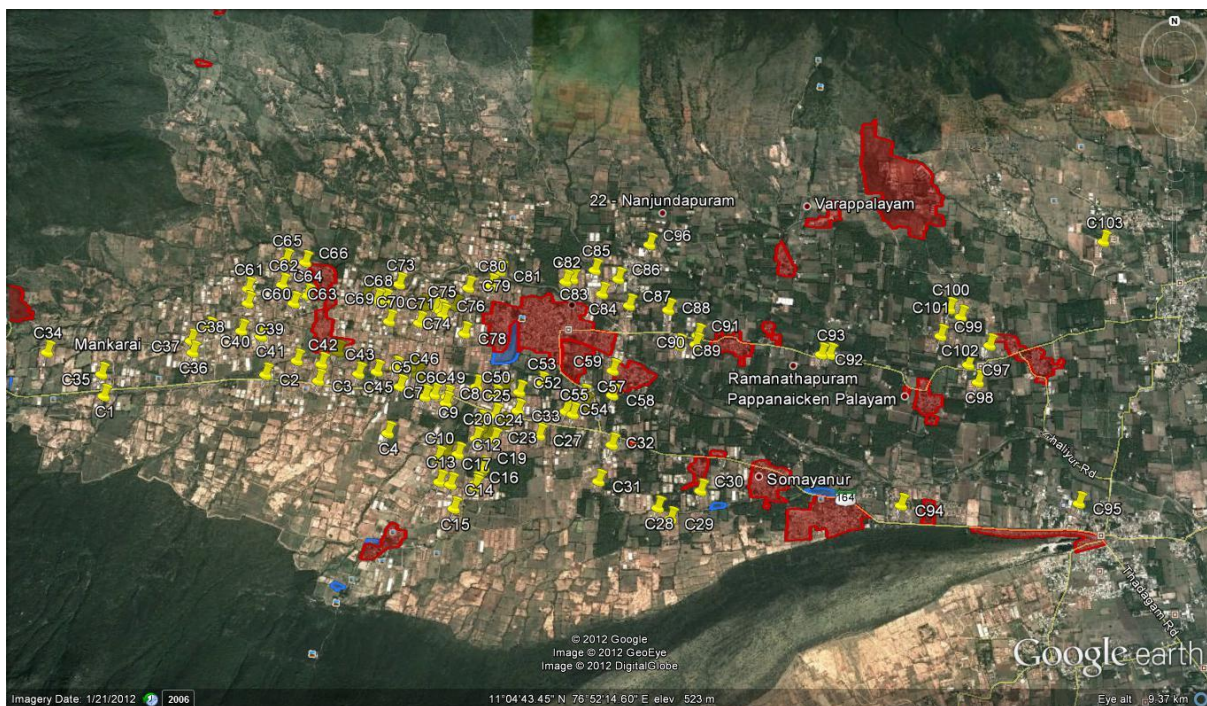 N
22 - Nanjundapuram
Varappalayam
C103
C96
C65
C66
C85
C82
C80
C81
C86
C73
C62
C61
C64
C68
C79
C60
C63
C69
C70
C75
C83
C84
C87
C88
C100
C101
C71
C76
C74
C99
C38
C40
C39
C78
C91
C90
C89
C93
C92
C34
Mankarai
C37
C41
C42
C43
C36
C46
C53
C59
C102
C97
C35
C2
C3
C45
C5
C6
C49
C50
C52
C57
C58
Ramanathapuram
C98
C1
C7
C8
C25
C9
C55
C54
Pappanaicken Palayam
C20
C24
C33
C4
C10
C12
C23
C27
C32
Thaliyur Rd
C13
C17
C19
C14
C16
C31
C30
Somayanur
164
C94
C95
C15
C28
C29
Thadagam Rd
© 2012 Google
Image © 2012 GeoEye
Image © 2012 DigitalGlobe
Google earth
Imagery Date: 1/21/2012
2006
11°04'43.45" N 76°52'14.60" E elev 523 m
Eye alt 9.37 km